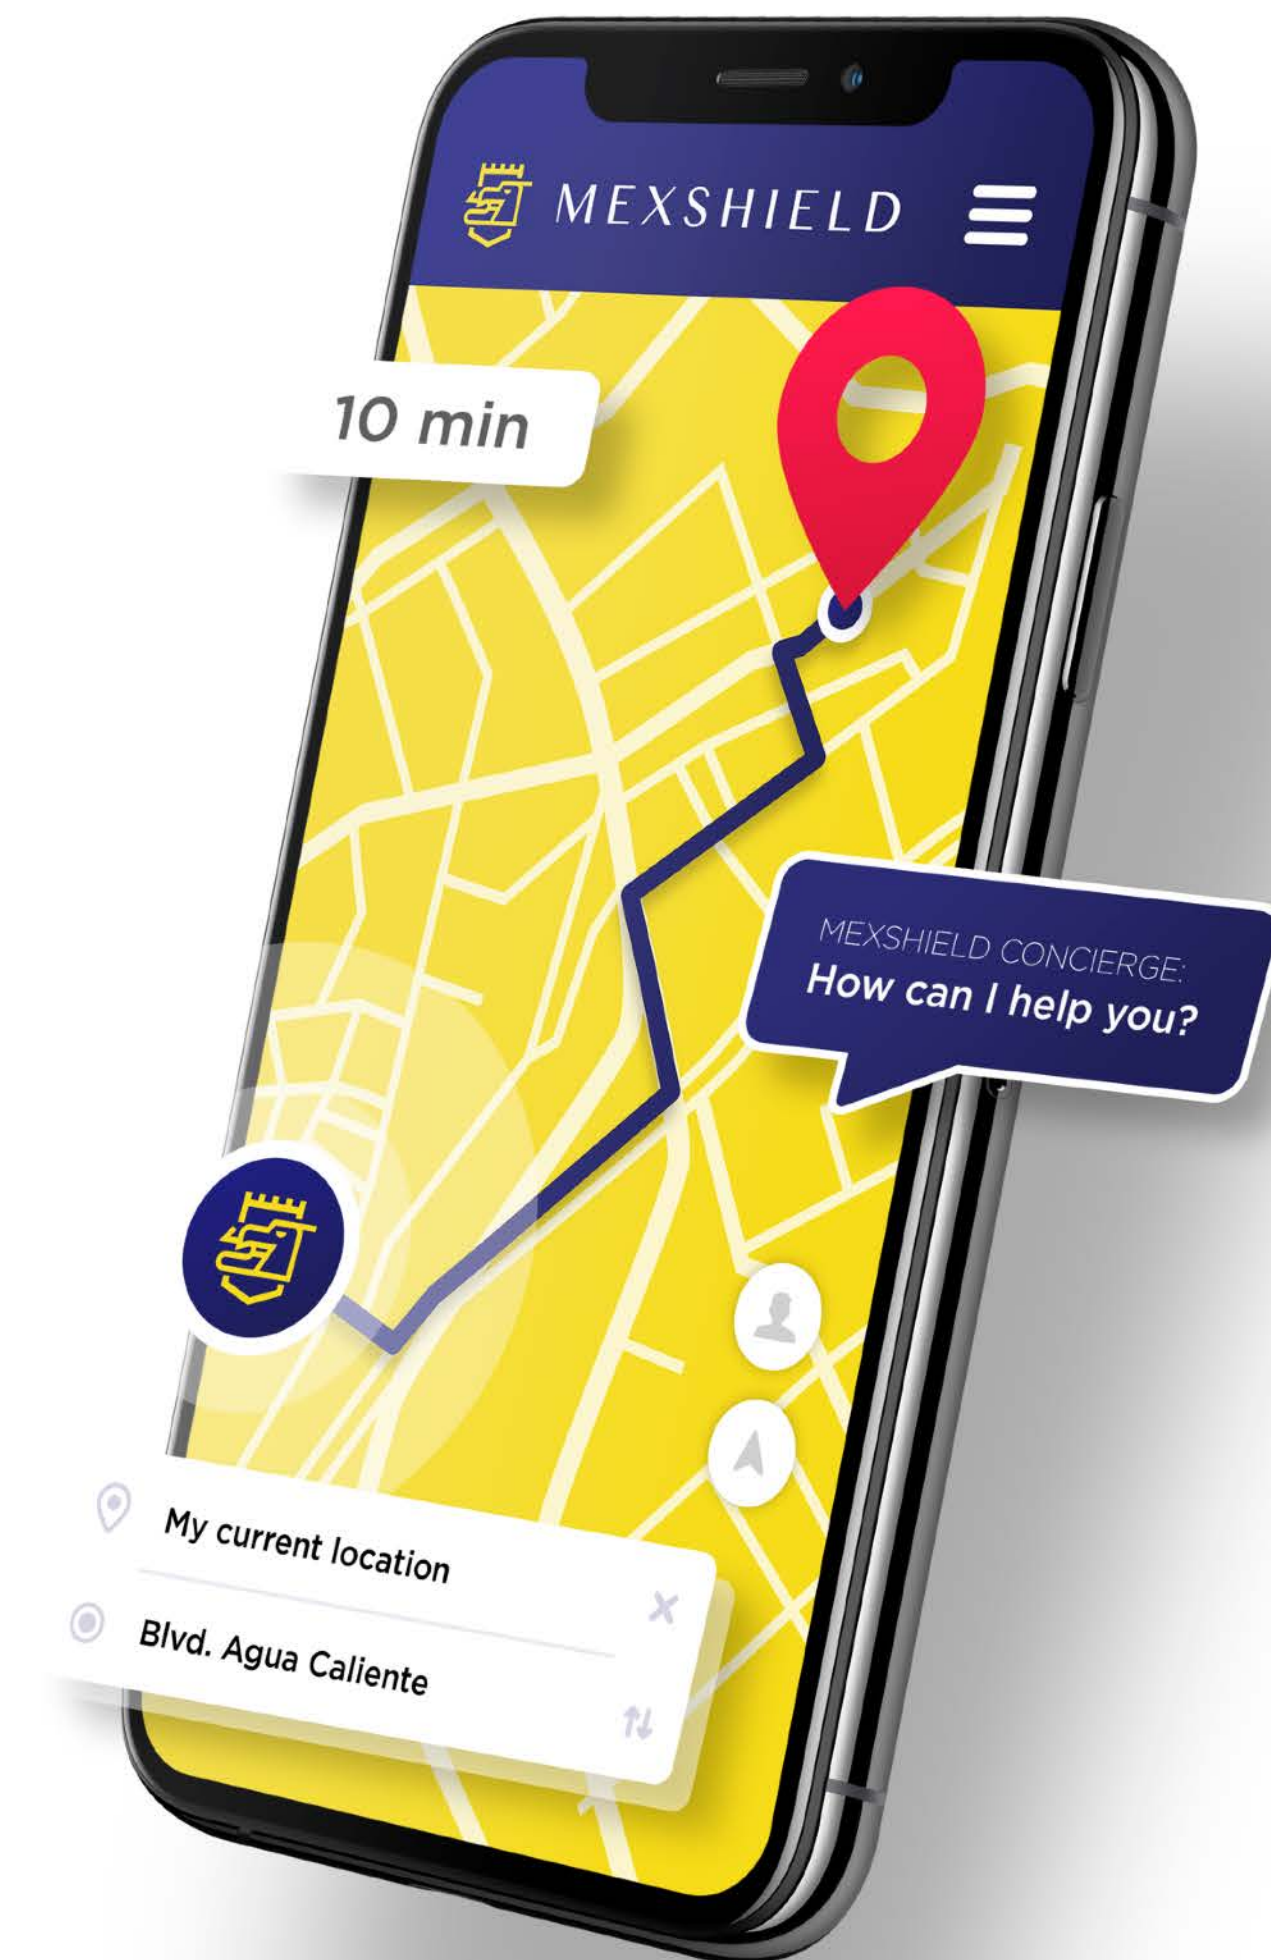 MEXSHIELD
10 min
MEXSHIELD CONCIERGE:
How can I help you?
My current location
Blvd. Agua Caliente